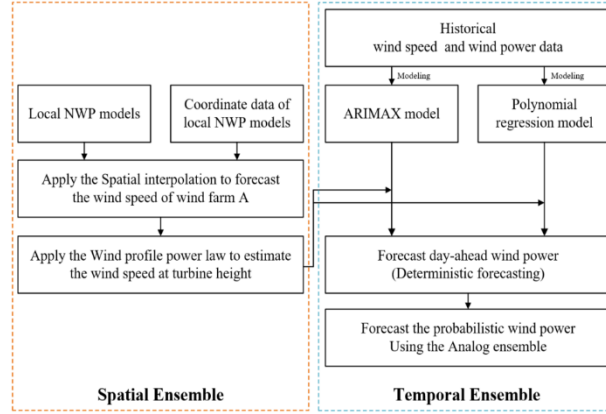 Local NWP models
Coordinate data of
local NWP models
Apply the Spatial interpolation to forecast
the wind speed of wind farm A
Apply the Wind profile power law to estimate
the wind speed at turbine height
Spatial Ensemble
Historical
wind speed and wind power data
Modeling
Modeling
ARIMAX model
Polynomial
regression model
Forecast day-ahead wind power
(Deterministic forecasting)
Forecast the probabilistic wind power
Using the Analog ensemble
Temporal Ensemble